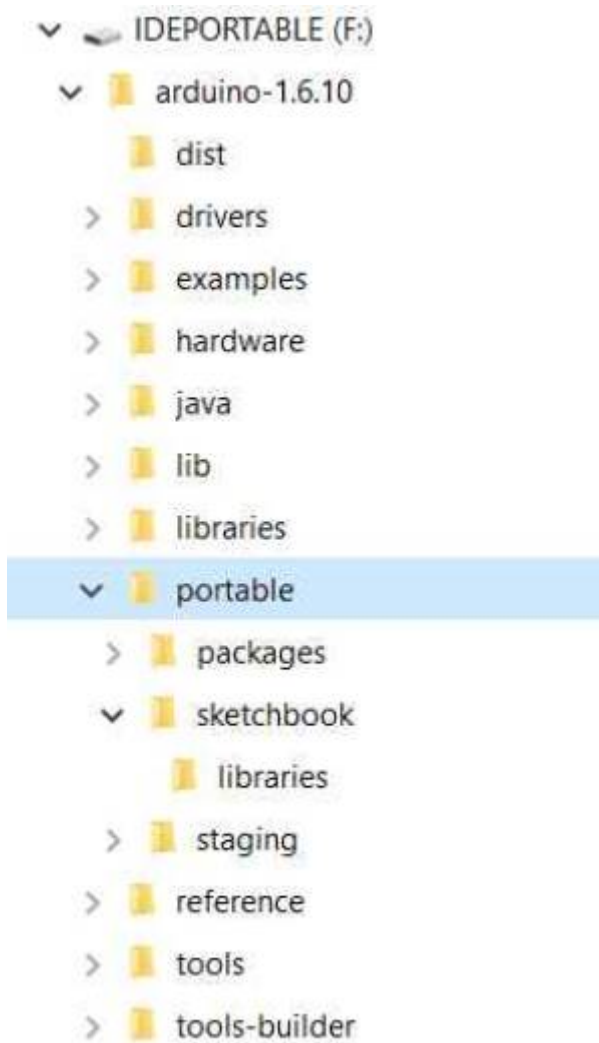 IDEPORTABLE (F:)
arduino-1.6.10
dist
drivers
examples
hardware
java
lib
libraries
portable
packages
sketchbook
libraries
staging
reference
tools
tools-builder